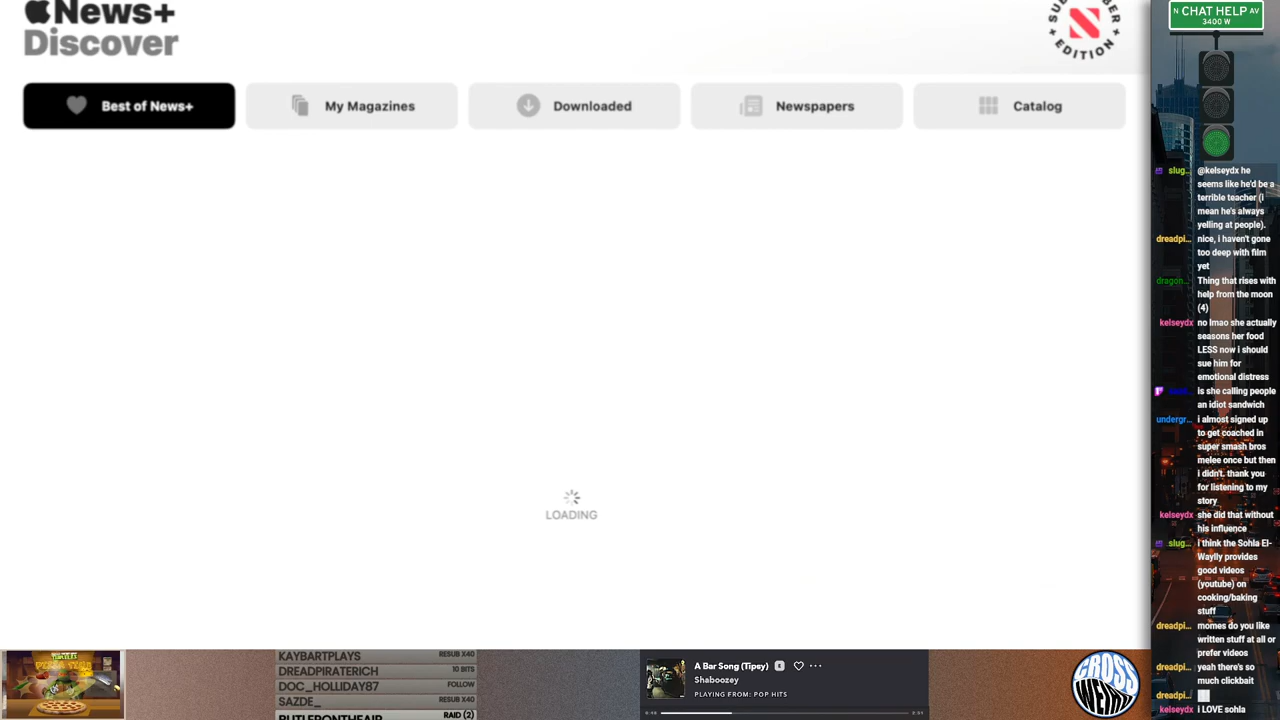 News+
Discover
SUBSCRIBER EDITION
Best of News+
My Magazines
Downloaded
Newspapers
Catalog
LOADING
N CHAT HELP AV
3400 W
slug... @kelseydx he
seems like he'd be a
terrible teacher (i
mean he's always
yelling at people).
dreadpi... nice, i haven't gone
too deep with film
yet
dragon... Thing that rises with
help from the moon
(4)
kelseydx no lmao she actually
seasons her food
LESS now i should
sue him for
emotional distress
is she calling people
an idiot sandwich
undergr... i almost signed up
to get coached in
super smash bros
melee once but then
i didn't. thank you
for listening to my
story
kelseydx she did that without
his influence
slug... i think the Sohla El-
Waylly provides
good videos
(youtube) on
cooking/baking
stuff
dreadpi... momes do you like
written stuff at all or
prefer videos
dreadpi... yeah there's so
much clickbait
dreadpi...
kelseydx i LOVE sohla
KAYBARTPLAYS RESUB X40
DREADPIRATERICH 10 BITS
DOC_HOLLIDAY87 FOLLOW
SAZDE_ RESUB X40
BUTLERONTHEAIR RAID (2)
A Bar Song (Tipsy) E
Shaboozey
PLAYING FROM: POP HITS
CROSS